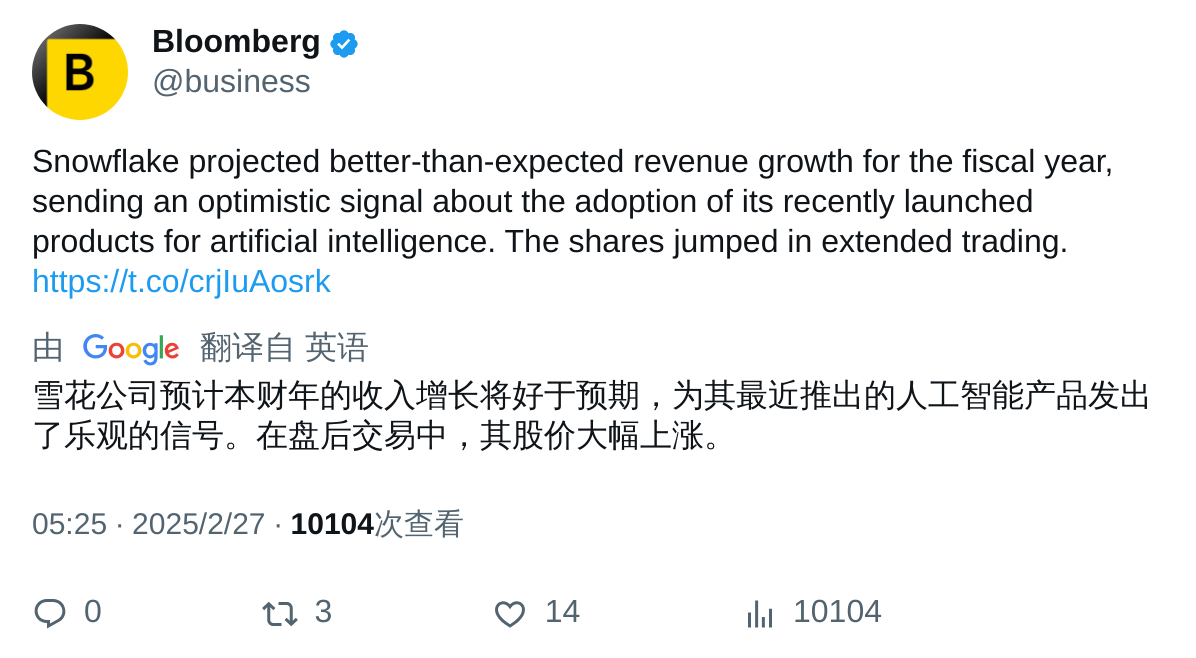 B
Bloomberg
@business
Snowflake projected better-than-expected revenue growth for the fiscal year,
sending an optimistic signal about the adoption of its recently launched
products for artificial intelligence. The shares jumped in extended trading.
https://t.co/crjIuAosrk
由 Google 翻译自 英语
雪花公司预计本财年的收入增长将好于预期，为其最近推出的人工智能产品发出
了乐观的信号。在盘后交易中，其股价大幅上涨。
05:25 · 2025/2/27 · 10104次查看
0 3 14 10104